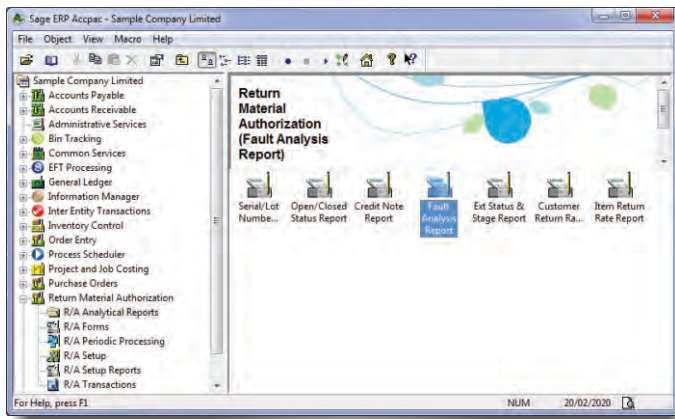 Sage ERP Accpac - Sample Company Limited
File Object View Macro Help
Sample Company Limited
Accounts Payable
Accounts Receivable
Administrative Services
Bin Tracking
Common Services
EFT Processing
General Ledger
Information Manager
Inter Entity Transactions
Inventory Control
Order Entry
Process Scheduler
Project and Job Costing
Purchase Orders
Return Material Authorization
R/A Analytical Reports
R/A Forms
R/A Periodic Processing
R/A Setup
R/A Setup Reports
R/A Transactions
Return
Material
Authorization
(Fault Analysis
Report)
Serial/Lot Open/Closed Credit Note Fault Ext Status & Customer Item Return
Numbe... Status Report Report Analysis Stage Report Return Ra... Rate Report
Report
For Help, press F1 NUM 20/02/2020